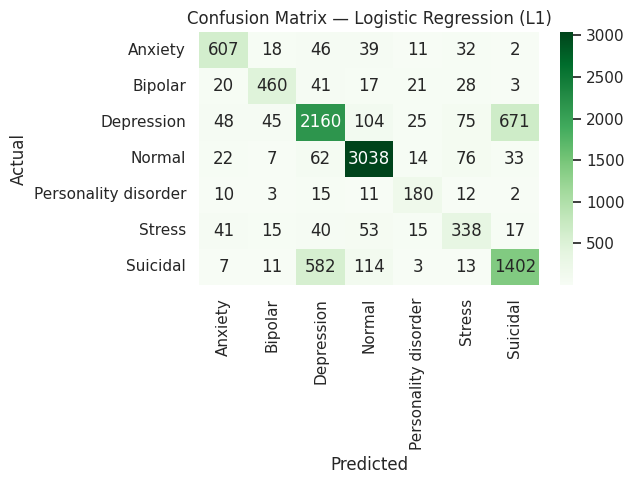 Confusion Matrix — Logistic Regression (L1)
Actual
Anxiety 607 18 46 39 11 32 2
Bipolar 20 460 41 17 21 28 3
Depression 48 45 2160 104 25 75 671
Normal 22 7 62 3038 14 76 33
Personality disorder 10 3 15 11 180 12 2
Stress 41 15 40 53 15 338 17
Suicidal 7 11 582 114 3 13 1402
Anxiety
Bipolar
Depression
Normal
Personality disorder
Stress
Suicidal
Predicted
3000
2500
2000
1500
1000
500